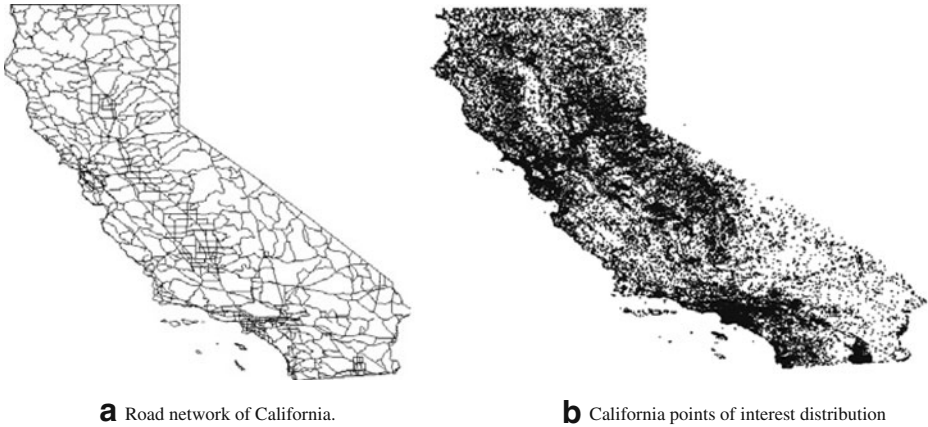 a Road network of California.
b California points of interest distribution